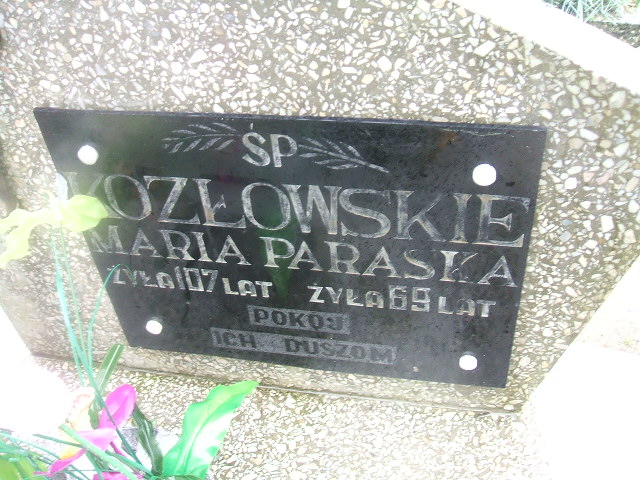 ŚP
KOZŁOWSKIE
MARIA PARASKA
ŻYŁA 107 LAT ŻYŁA 69 LAT
POKÓJ
ICH DUSZOM